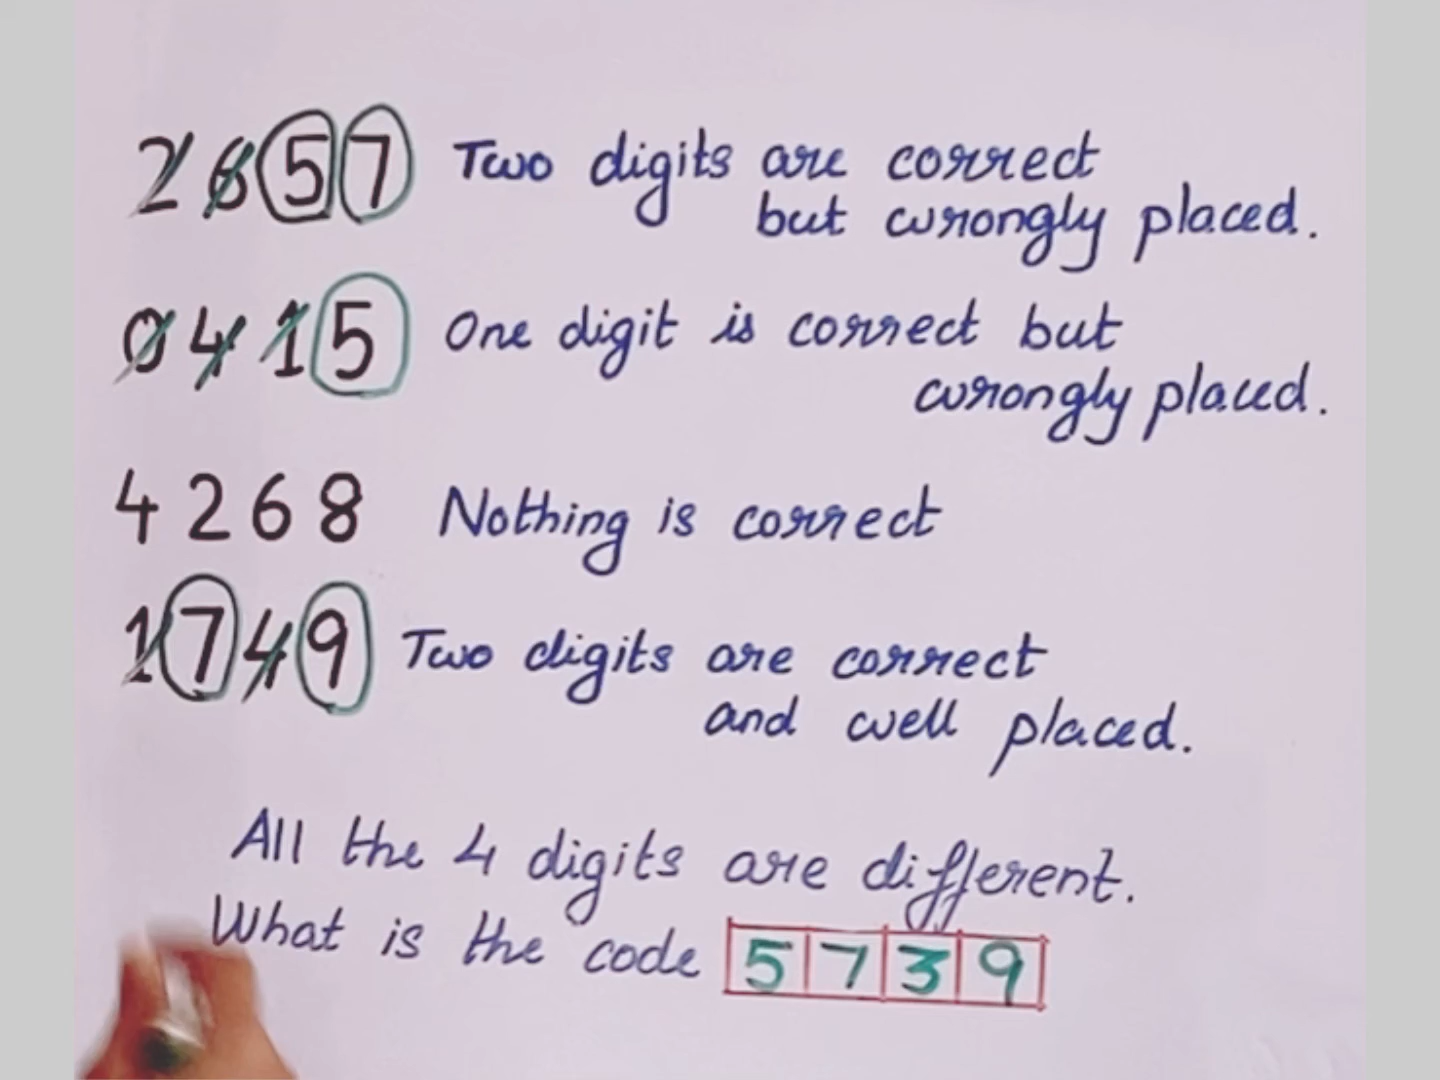 2657 Two digits are correct
but wrongly placed.
0415 One digit is correct but
wrongly placed.
4268 Nothing is correct
1749 Two digits are correct
and well placed.
All the 4 digits are different.
What is the code 5739